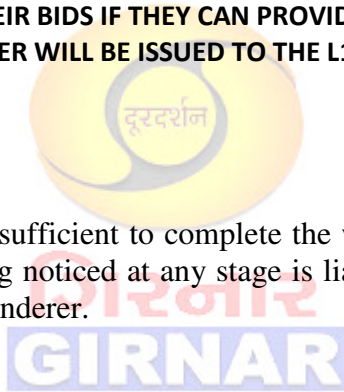 EIR BIDS IF THEY CAN PROVID
ER WILL BE ISSUED TO THE L1
दूरदर्शन
sufficient to complete the
g noticed at any stage is lia
nderer.
गिरनार
GIRNAR